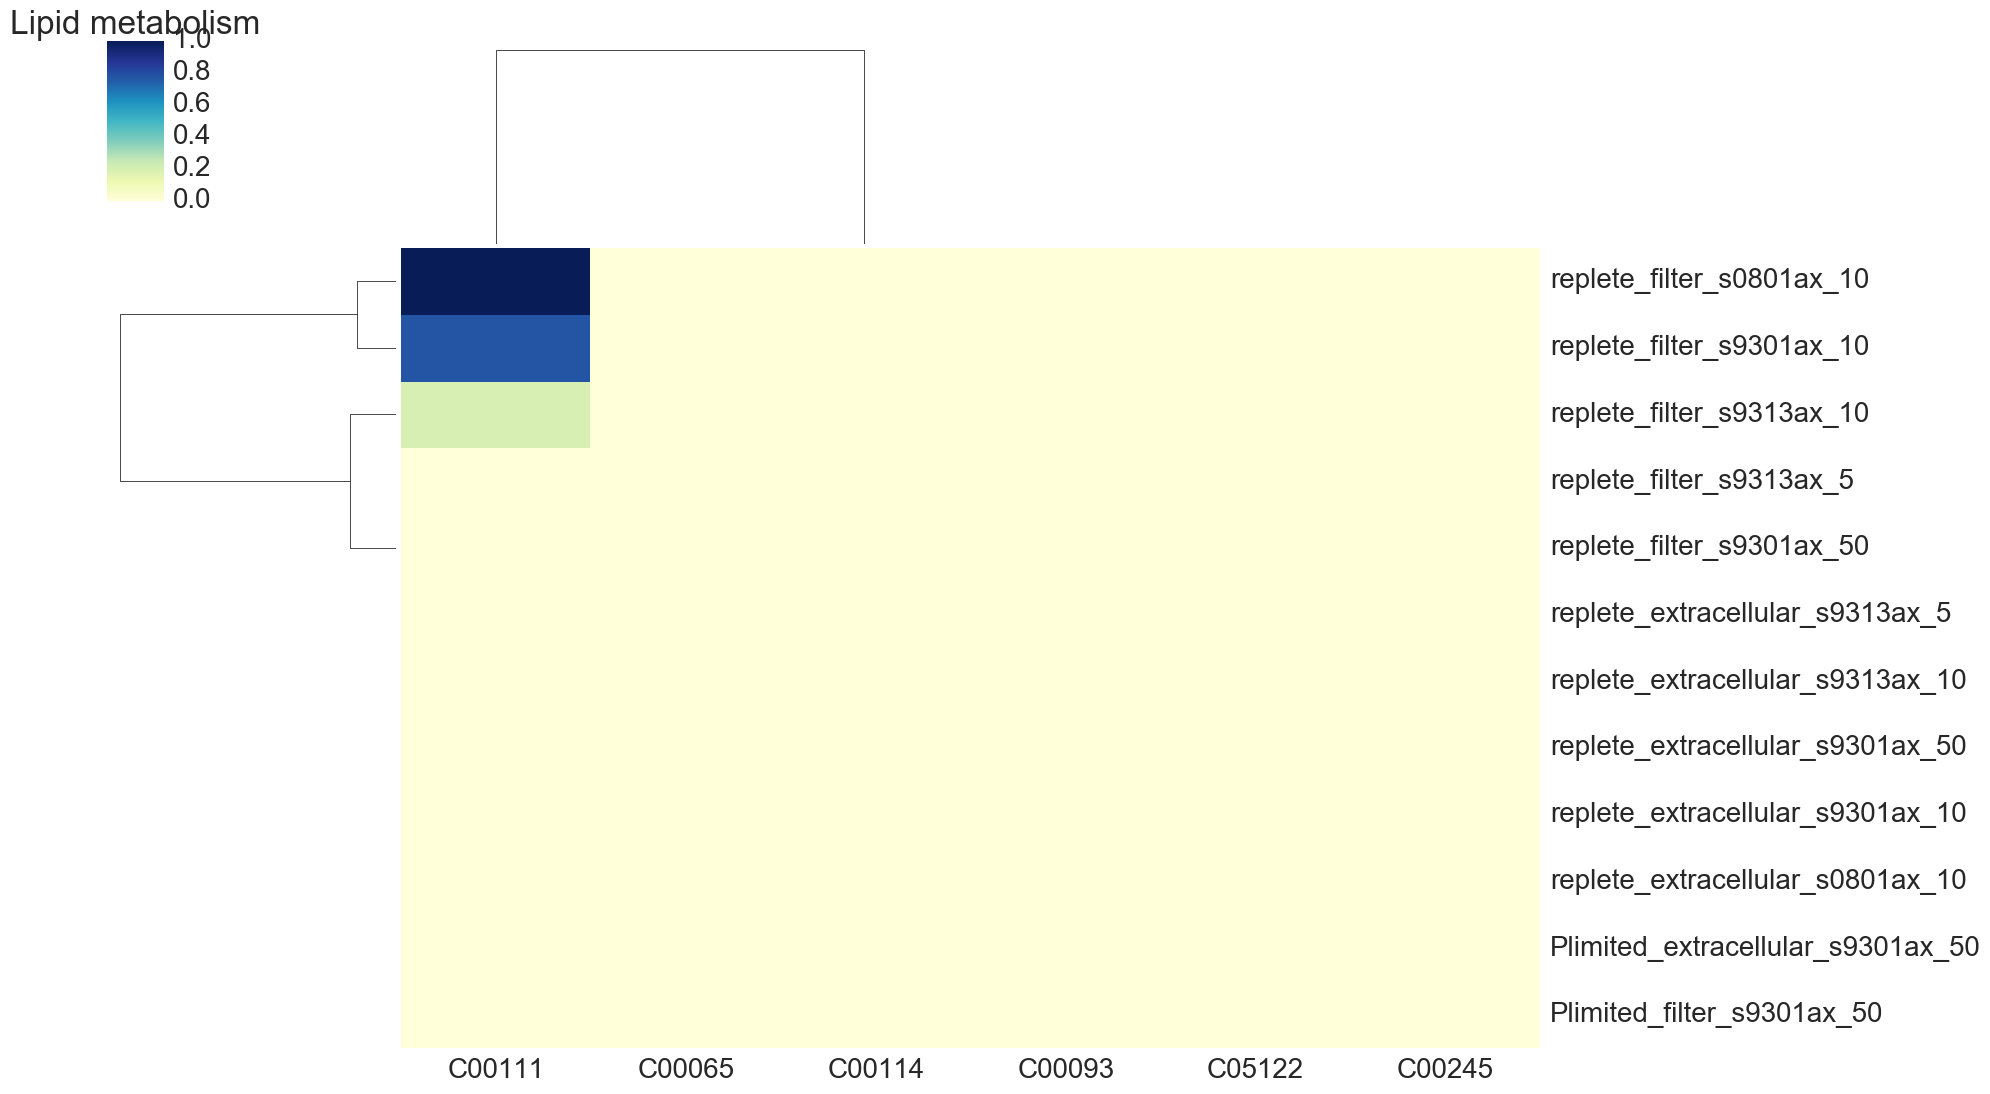 Lipid metabolism
1.0
0.8
0.6
0.4
0.2
0.0
replete_filter_s0801ax_10
replete_filter_s9301ax_10
replete_filter_s9313ax_10
replete_filter_s9313ax_5
replete_filter_s9301ax_50
replete_extracellular_s9313ax_5
replete_extracellular_s9313ax_10
replete_extracellular_s9301ax_50
replete_extracellular_s9301ax_10
replete_extracellular_s0801ax_10
Plimited_extracellular_s9301ax_50
Plimited_filter_s9301ax_50
C00111 C00065 C00114 C00093 C05122 C00245